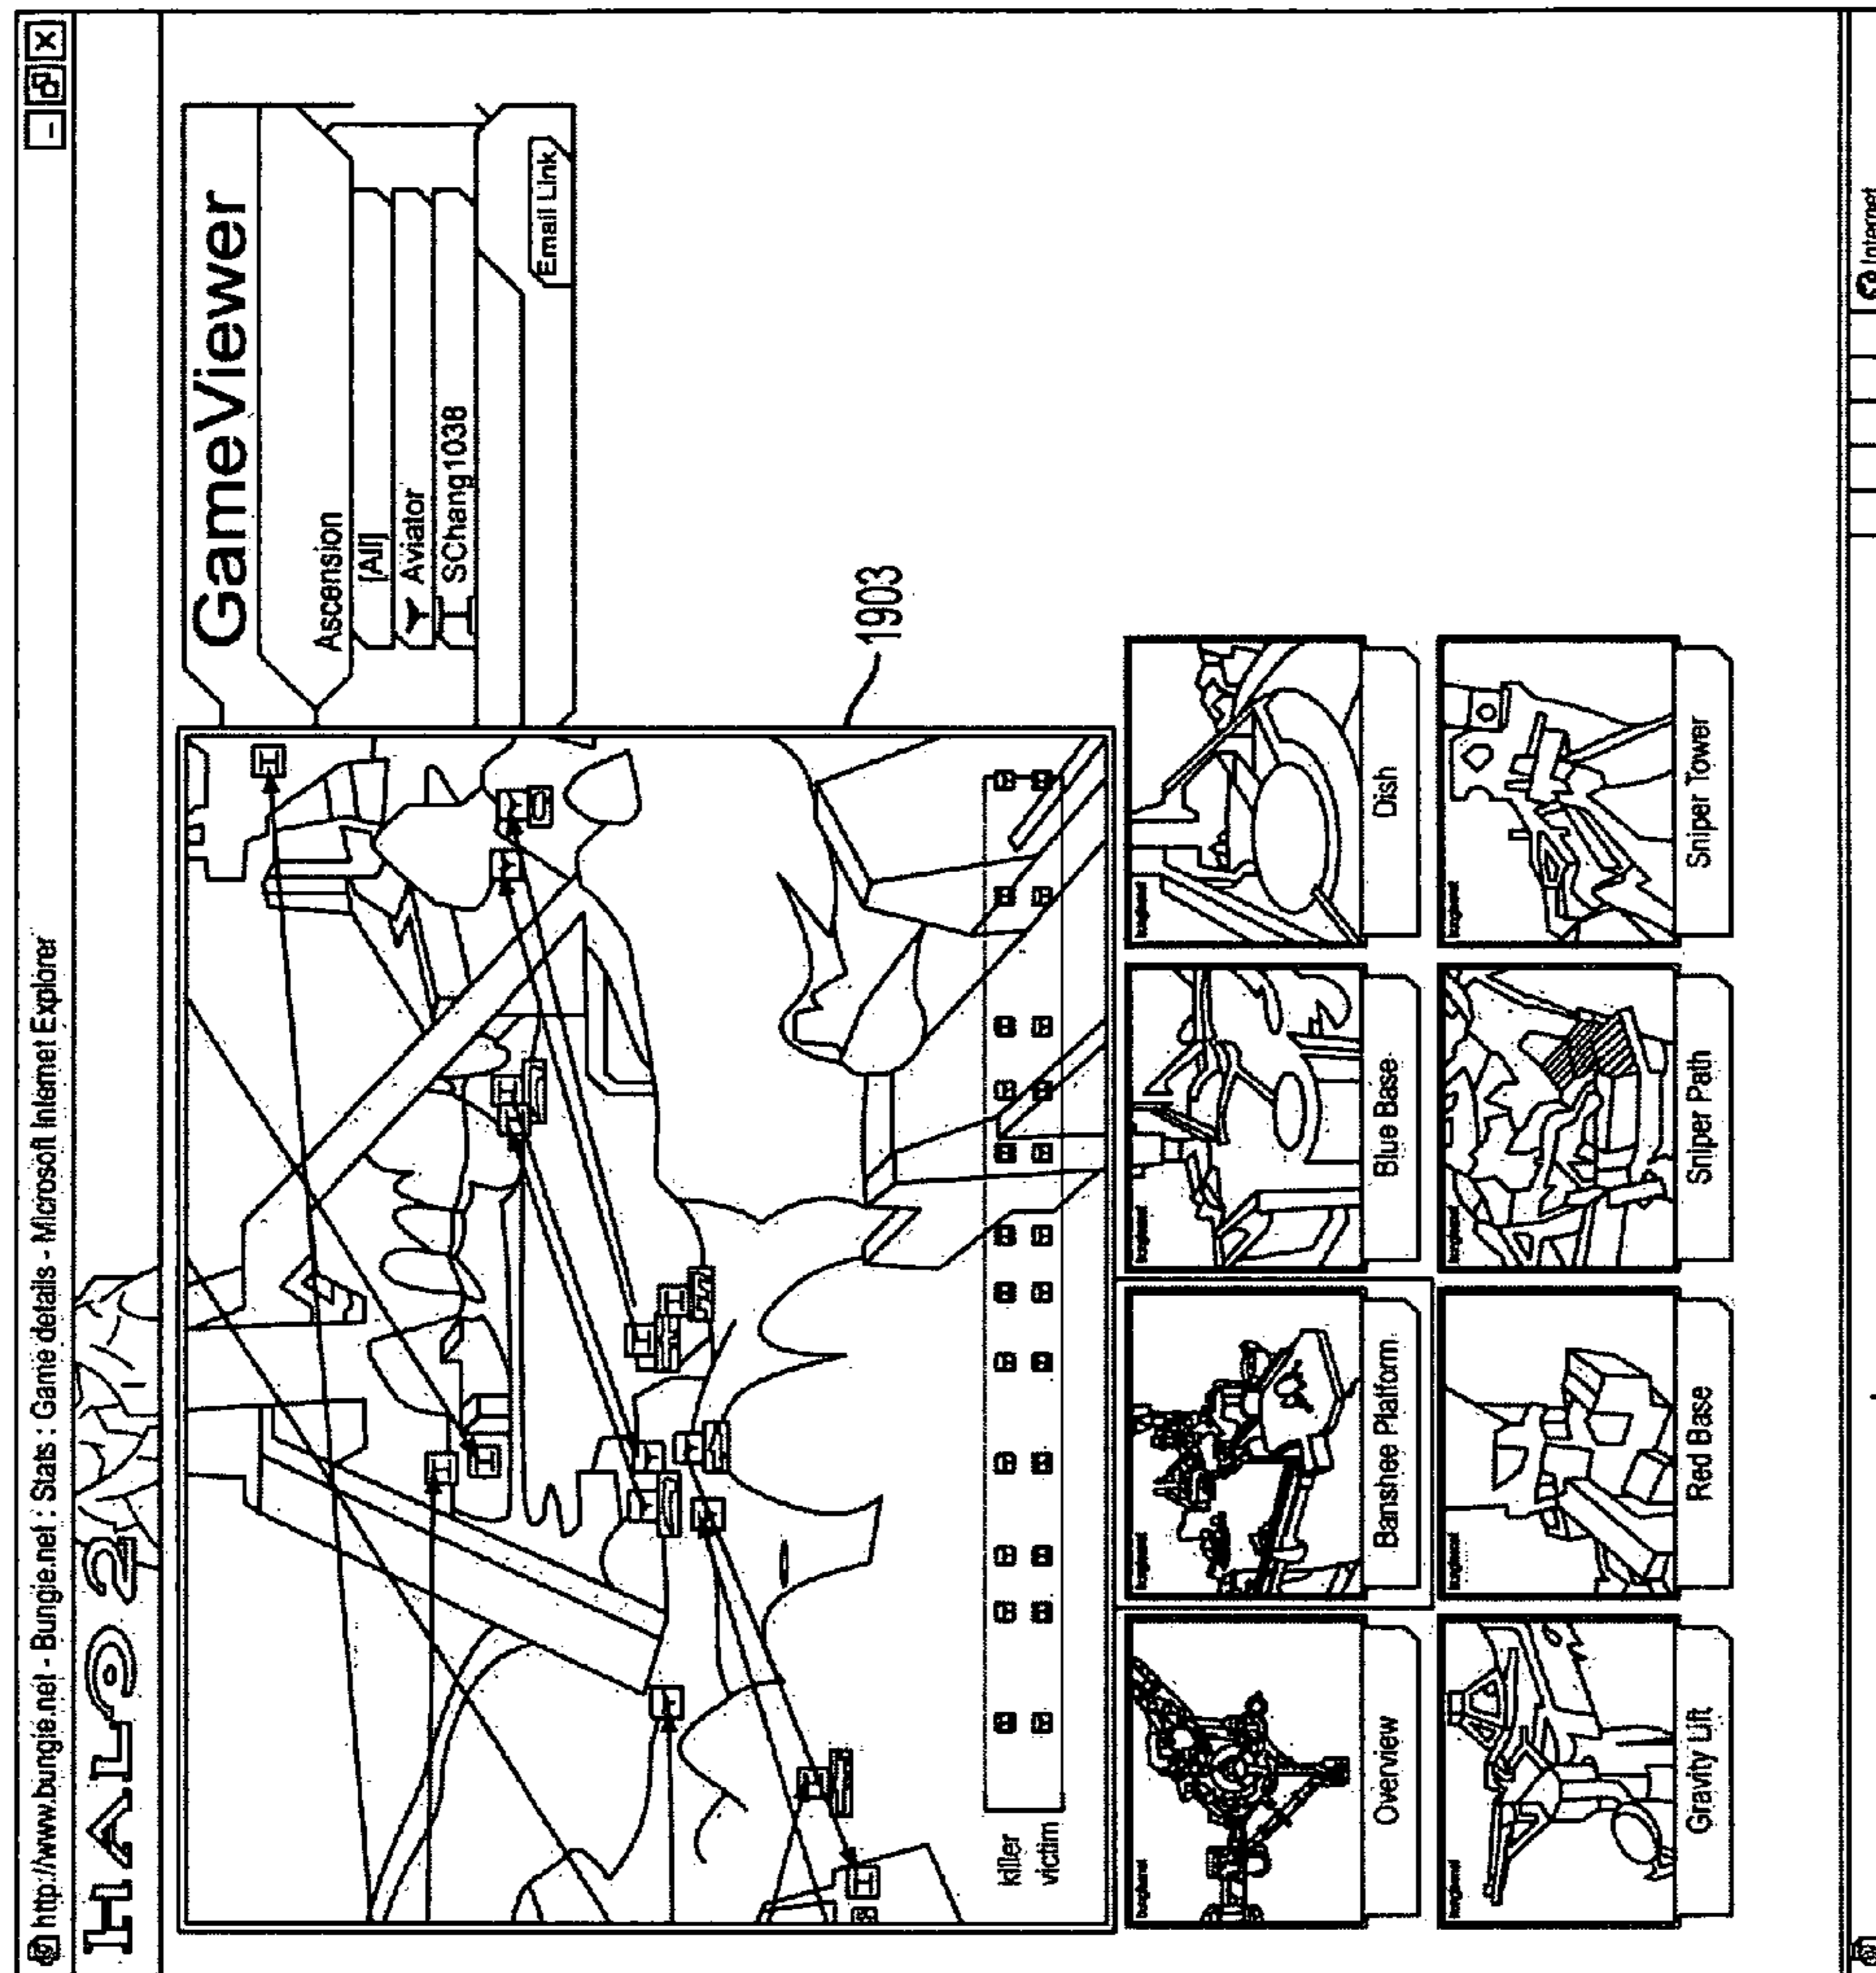 http://www.bungie.net - Bungie.net : Stats : Game details - Microsoft Internet Explorer
HALO 2
GameViewer
Ascension
[All]
Aviator
SChang1038
Email Link
1903
killer
victim
Overview
Banshee Platform
Blue Base
Dish
Gravity Lift
Red Base
Sniper Path
Sniper Tower
Internet